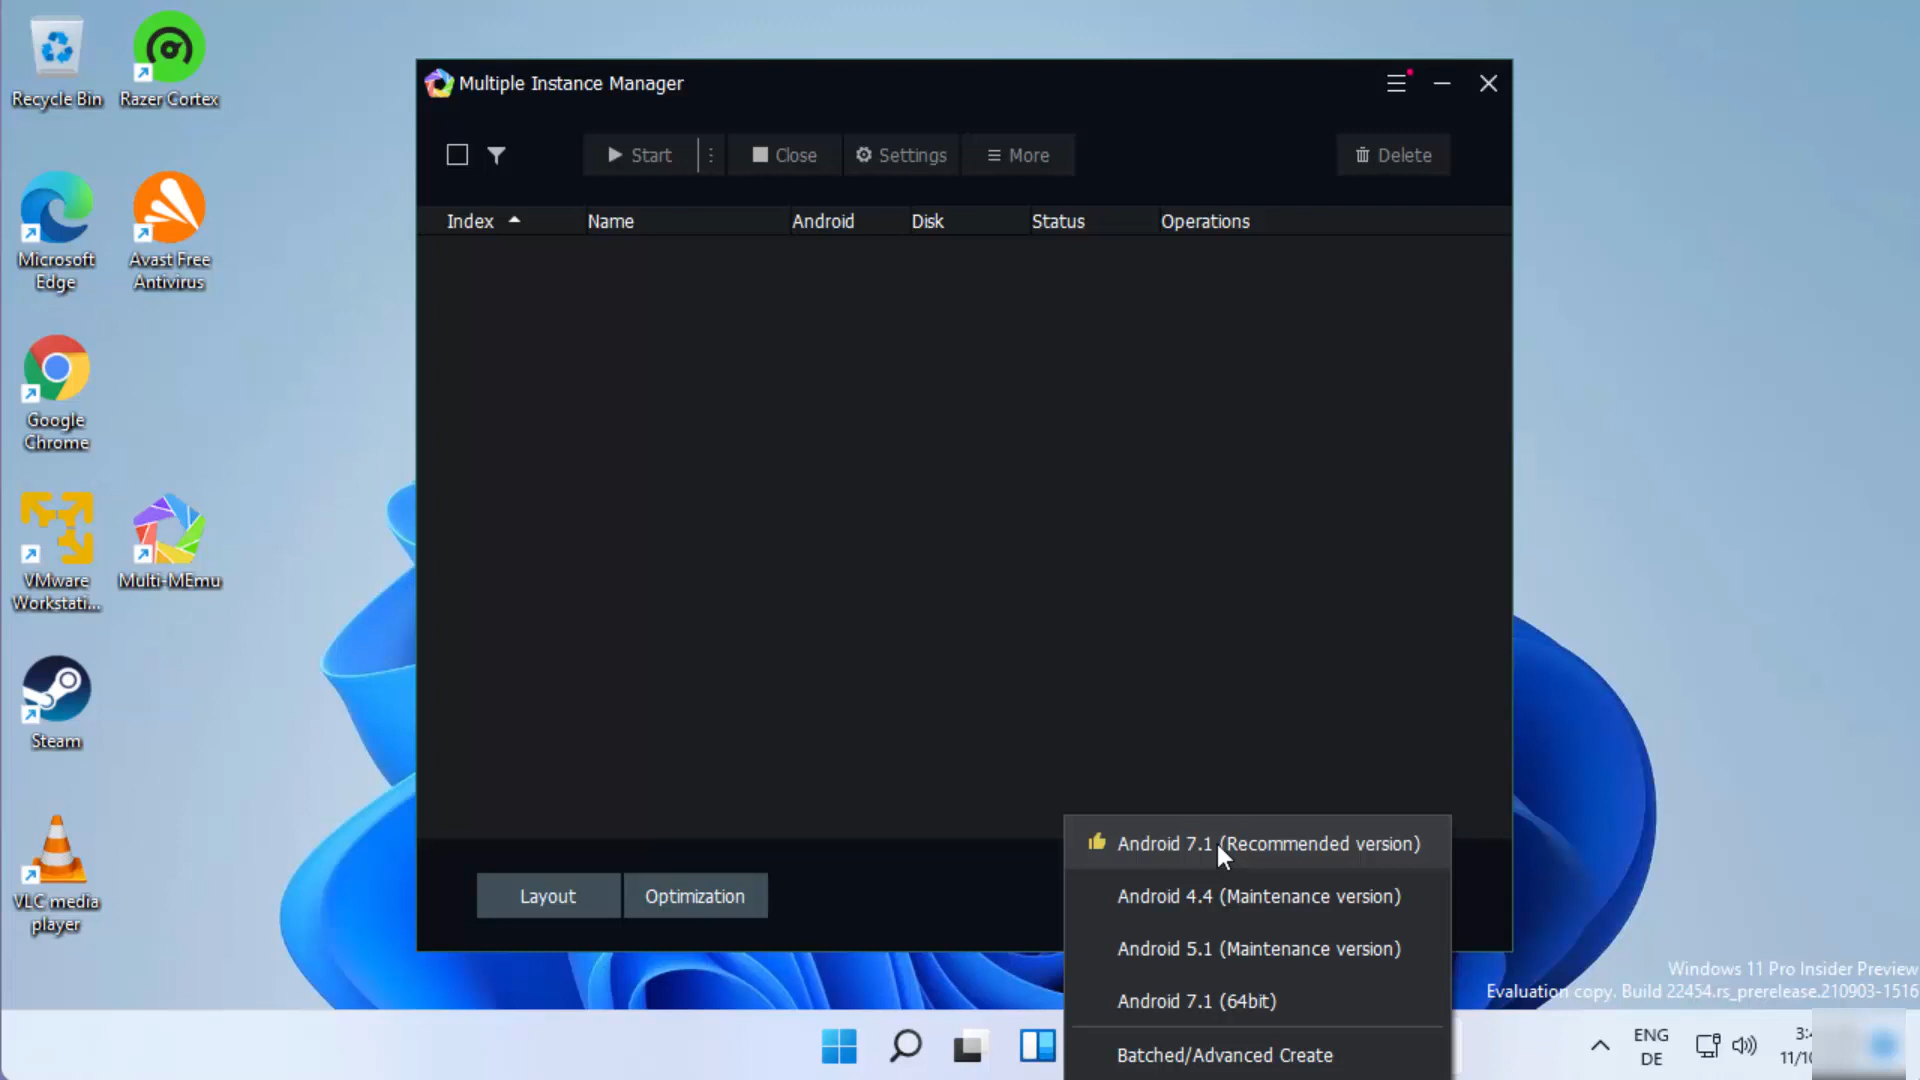 Recycle Bin
Razer Cortex
Microsoft
Edge
Avast Free
Antivirus
Google
Chrome
VMware
Workstati...
Multi-MEmu
Steam
VLC media
player
Multiple Instance Manager
Start
Close
Settings
More
Delete
Index
Name
Android
Disk
Status
Operations
Layout
Optimization
Android 7.1 (Recommended version)
Android 4.4 (Maintenance version)
Android 5.1 (Maintenance version)
Android 7.1 (64bit)
Batched/Advanced Create
Windows 11 Pro Insider Preview
Evaluation copy. Build 22454.rs_prerelease.210903-1516
ENG
DE